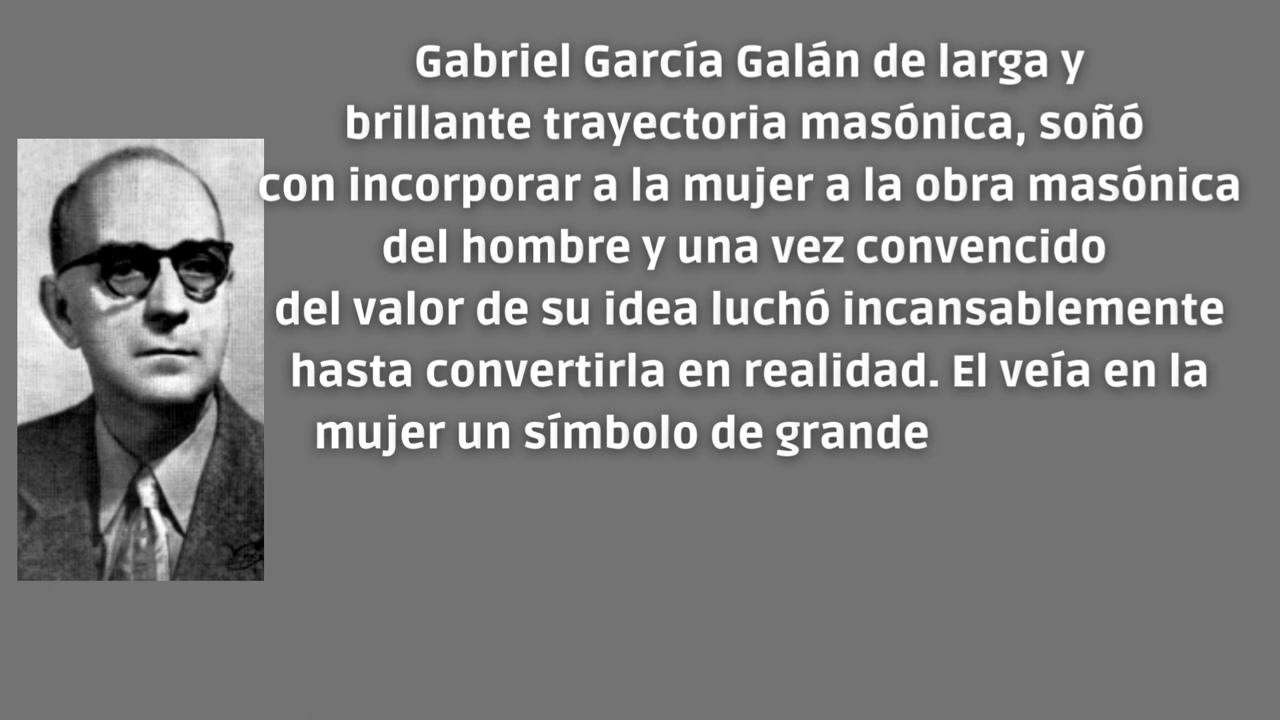 Gabriel García Galán de larga y
brillante trayectoria masónica, soñó
con incorporar a la mujer a la obra masónica
del hombre y una vez convencido
del valor de su idea luchó incansablemente
hasta convertirla en realidad. El veía en la
mujer un símbolo de grande